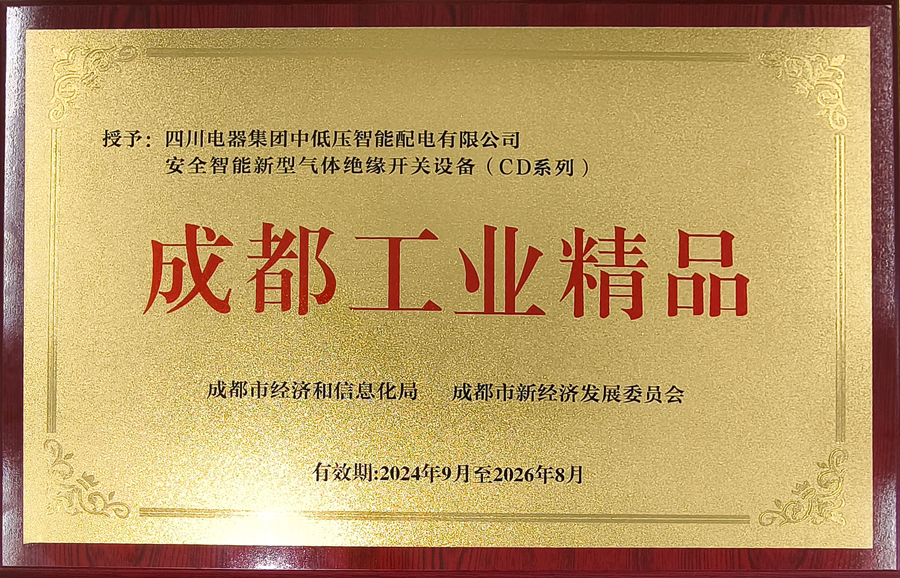 授予：四川电器集团中低压智能配电有限公司
安全智能新型气体绝缘开关设备（CD系列）
成都工业精品
成都市经济和信息化局 成都市新经济发展委员会
有效期:2024年9月至2026年8月